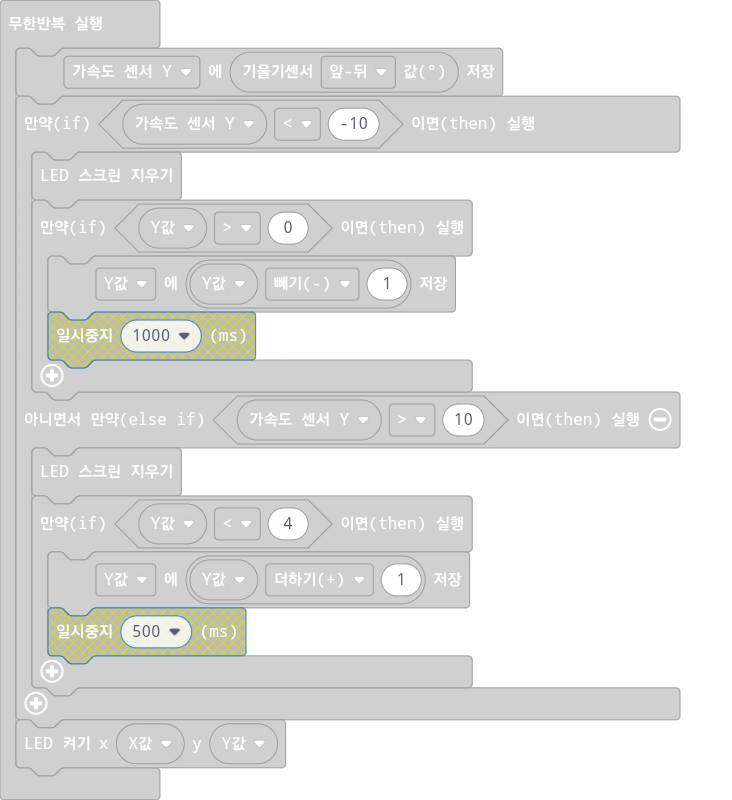 무한반복 실행
가속도 센서 Y 에 기울기센서 앞-뒤 값(°) 저장
만약(if) 가속도 센서 Y < -10 이면(then) 실행
LED 스크린 지우기
만약(if) Y값 > 0 이면(then) 실행
Y값 에 Y값 빼기(-) 1 저장
일시중지 1000 (ms)
아니면서 만약(else if) 가속도 센서 Y > 10 이면(then) 실행
LED 스크린 지우기
만약(if) Y값 < 4 이면(then) 실행
Y값 에 Y값 더하기(+) 1 저장
일시중지 500 (ms)
LED 켜기 x X값 y Y값